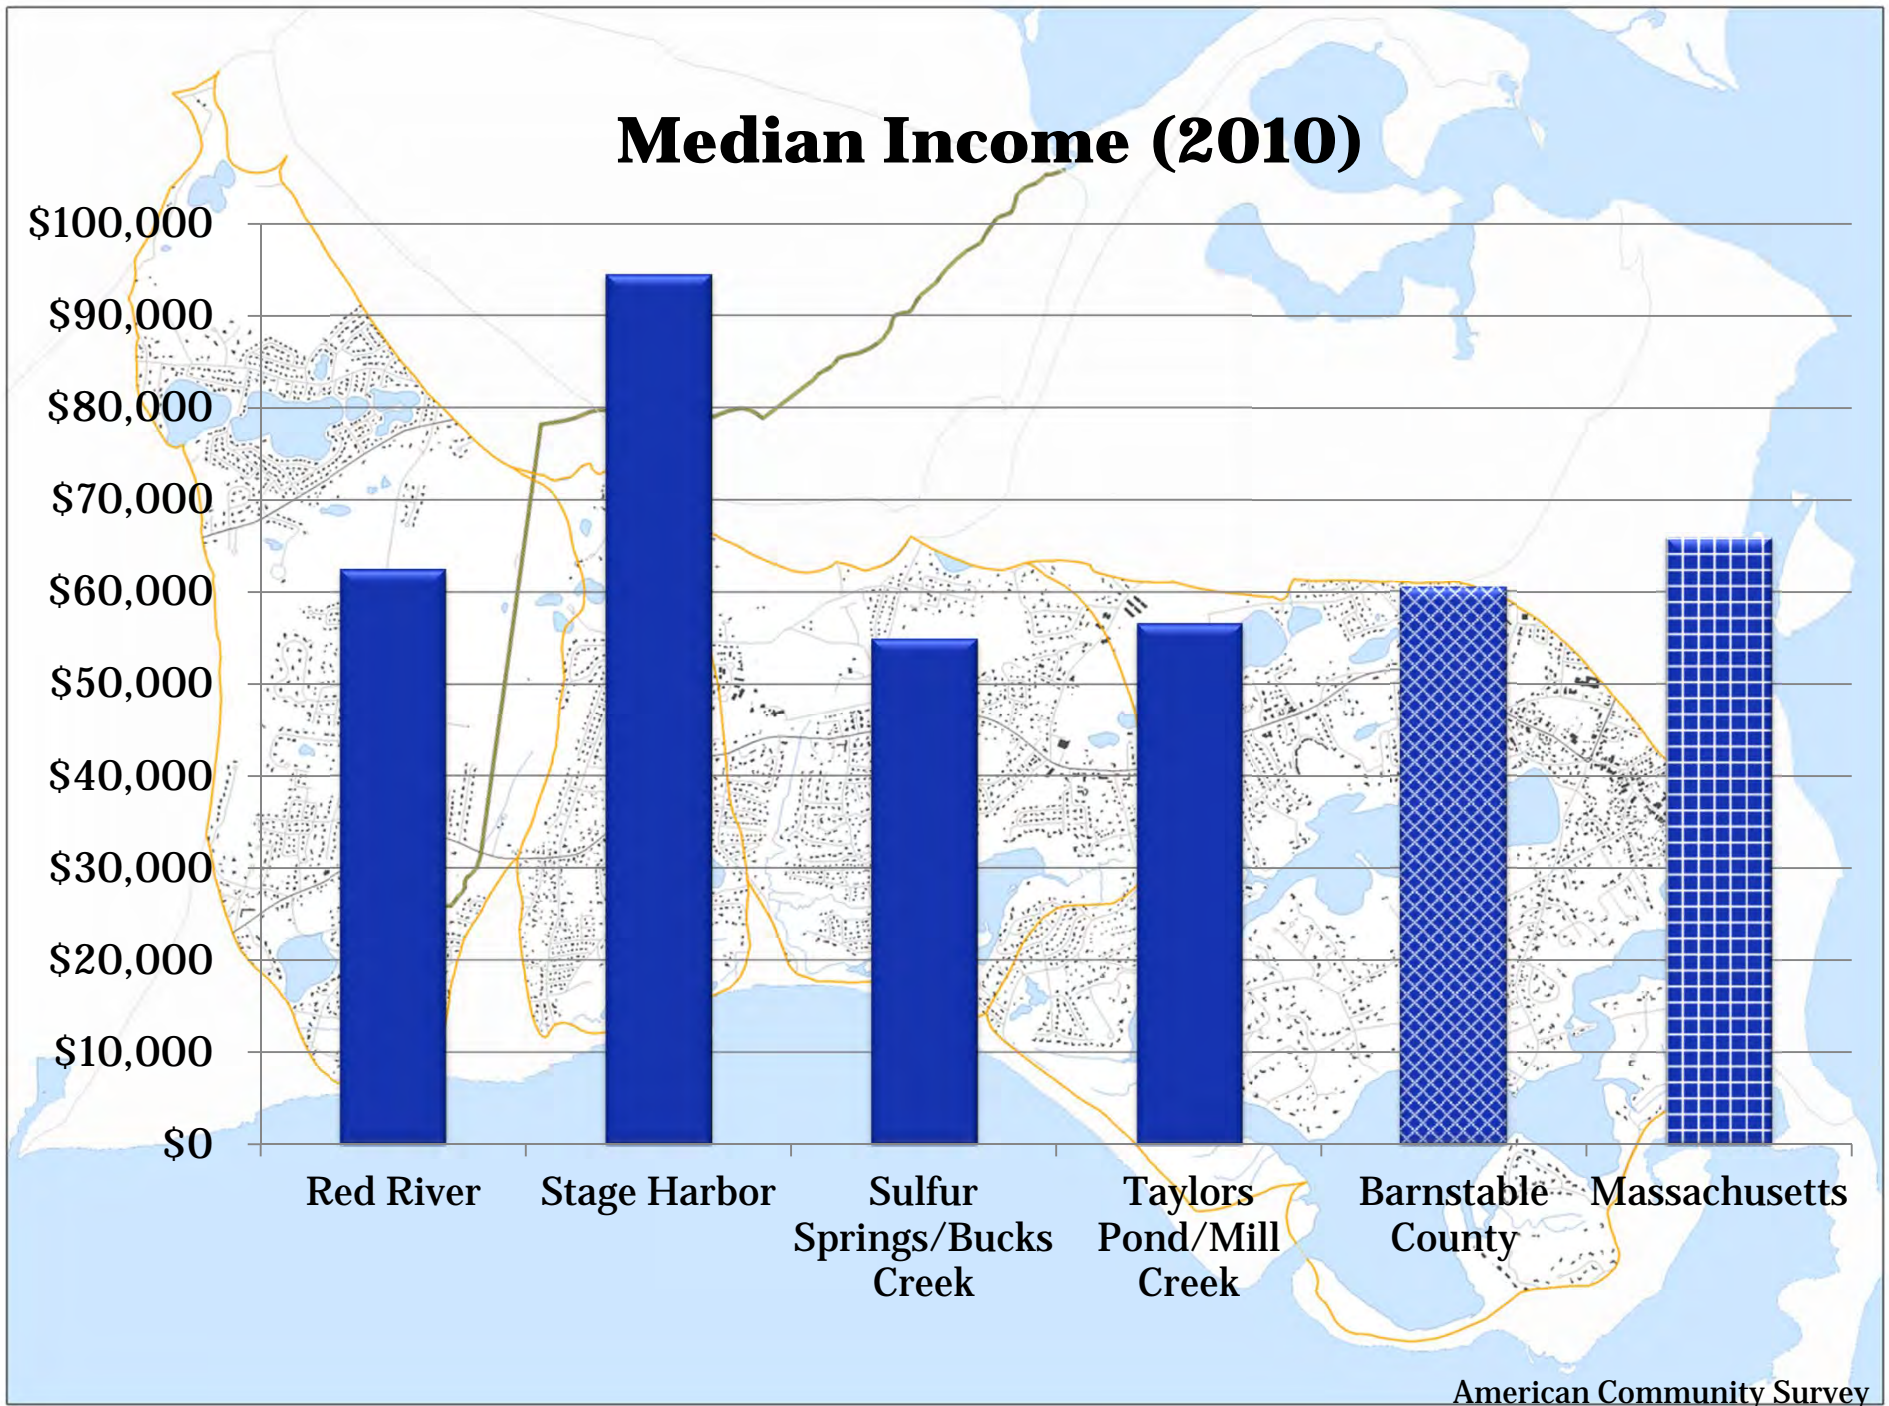 Median Income (2010)
$100,000
$90,000
$80,000
$70,000
$60,000
$50,000
$40,000
$30,000
$20,000
$10,000
$0
Red River
Stage Harbor
Sulfur
Springs/Bucks
Creek
Taylors
Pond/Mill
Creek
Barnstable
County
Massachusetts
American Community Survey